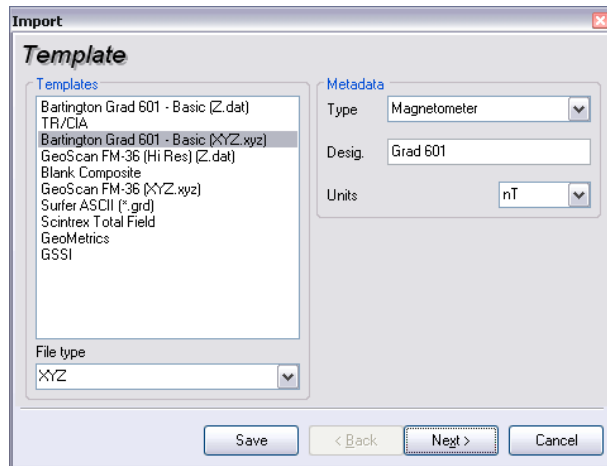 Import
Template
Templates
Bartington Grad 601 - Basic (Z.dat)
TR/CIA
Bartington Grad 601 - Basic (XYZ.xyz)
GeoScan FM-36 (Hi Res) (Z.dat)
Blank Composite
GeoScan FM-36 (XYZ.xyz)
Surfer ASCII (*.grd)
Scintrex Total Field
GeoMetrics
GSSI
File type
XYZ
Metadata
Type Magnetometer
Desig. Grad 601
Units nT
Save < Back Next > Cancel